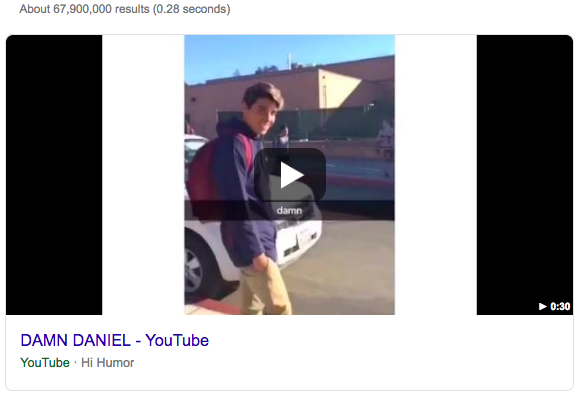 About 67,900,000 results (0.28 seconds)
damn
0:30
DAMN DANIEL - YouTube
YouTube · Hi Humor